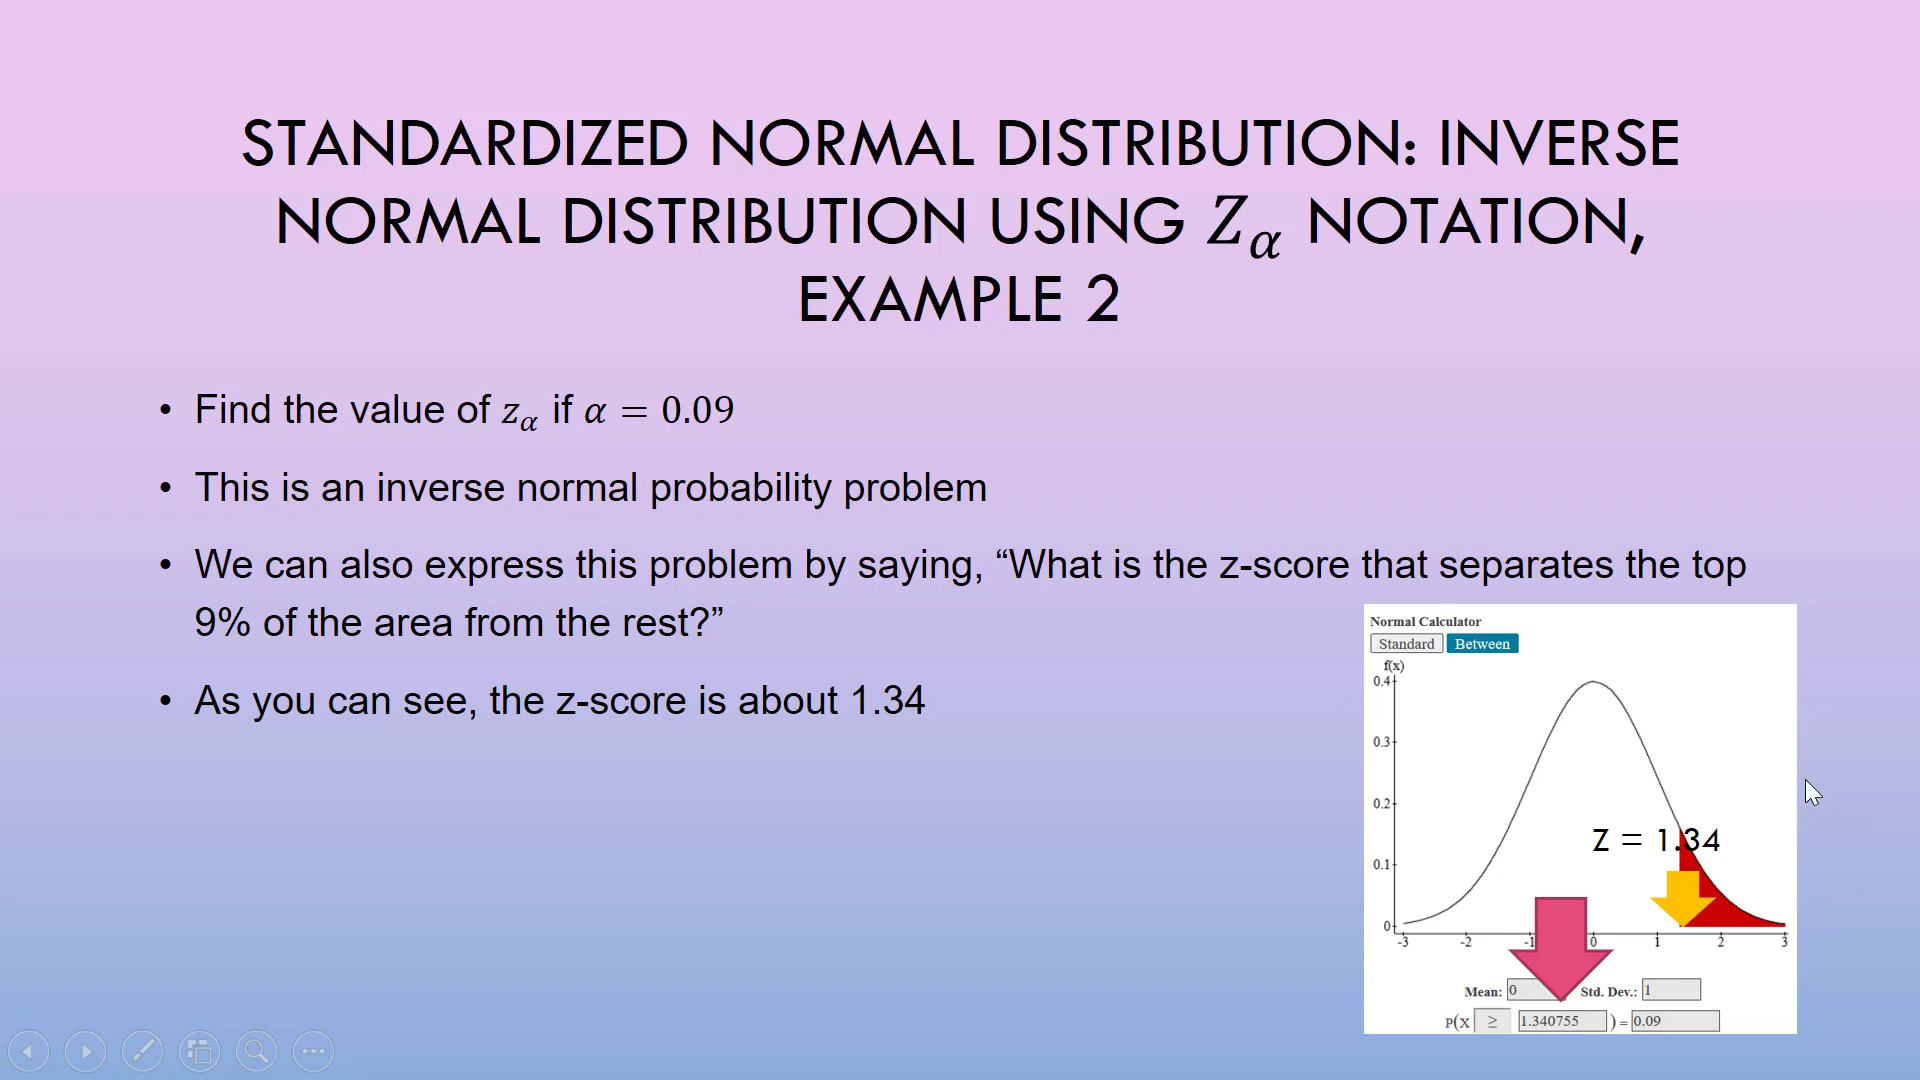 STANDARDIZED NORMAL DISTRIBUTION: INVERSE
NORMAL DISTRIBUTION USING Z_α NOTATION,
EXAMPLE 2
• Find the value of z_α if α = 0.09
• This is an inverse normal probability problem
• We can also express this problem by saying, “What is the z-score that separates the top
9% of the area from the rest?”
• As you can see, the z-score is about 1.34
Normal Calculator
Standard Between
f(x)
0.4
0.3
0.2
Z = 1.34
0.1
0
-3 -2 -1 0 1 2 3
Mean: 0 Std. Dev.: 1
P(X ≥ 1.340755 ) = 0.09